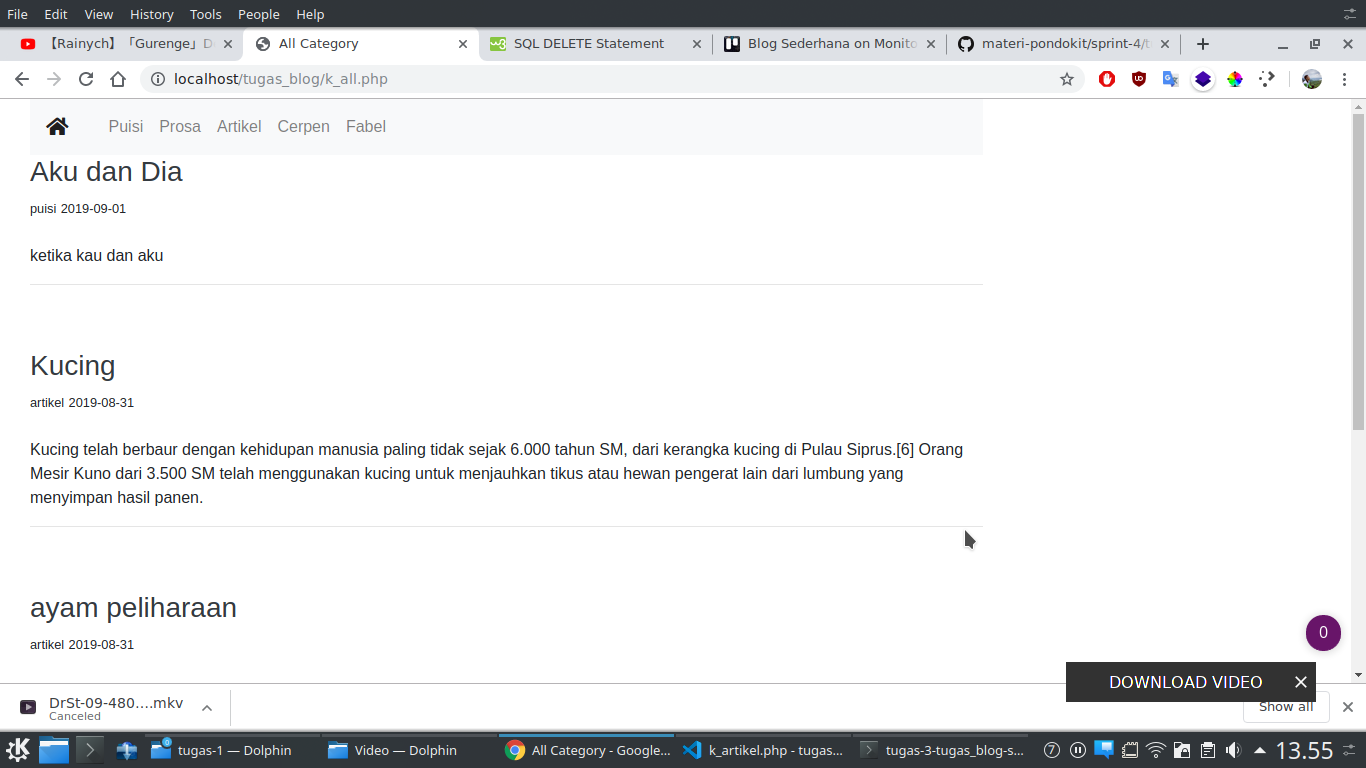 File Edit View History Tools People Help
【Rainych】「Gurenge」D
All Category
SQL DELETE Statement
Blog Sederhana on Monito
materi-pondokit/sprint-4/t
localhost/tugas_blog/k_all.php
Puisi Prosa Artikel Cerpen Fabel
Aku dan Dia
puisi 2019-09-01
ketika kau dan aku
Kucing
artikel 2019-08-31
Kucing telah berbaur dengan kehidupan manusia paling tidak sejak 6.000 tahun SM, dari kerangka kucing di Pulau Siprus.[6] Orang
Mesir Kuno dari 3.500 SM telah menggunakan kucing untuk menjauhkan tikus atau hewan pengerat lain dari lumbung yang
menyimpan hasil panen.
ayam peliharaan
artikel 2019-08-31
0
DOWNLOAD VIDEO
DrSt-09-480....mkv
Canceled
Show all
tugas-1 — Dolphin
Video — Dolphin
All Category - Google...
k_artikel.php - tugas...
tugas-3-tugas_blog-s...
7
13.55